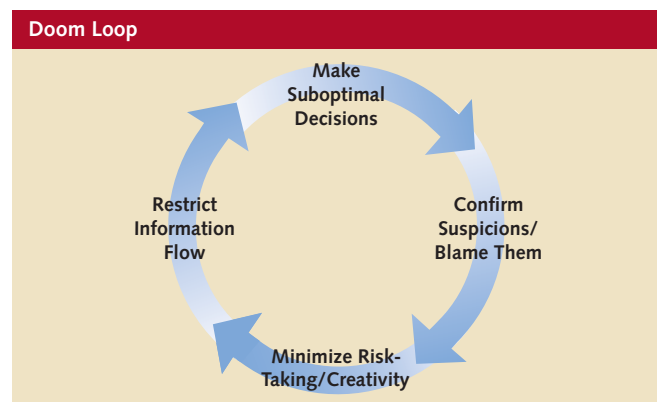 Doom Loop
Make
Suboptimal
Decisions
Confirm
Suspicions/
Blame Them
Minimize Risk-
Taking/Creativity
Restrict
Information
Flow